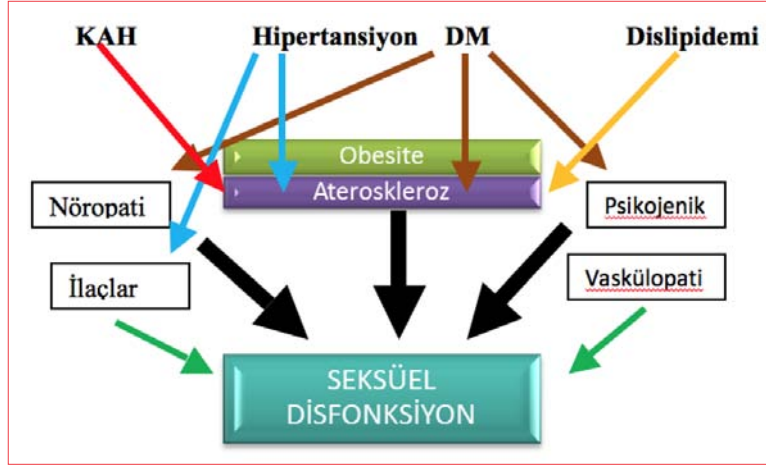 KAH Hipertansiyon DM Dislipidemi
Obesite
Ateroskleroz
Nöropati
Psikojenik
İlaçlar
Vaskülopati
SEKSÜEL
DİSFONKSİYON